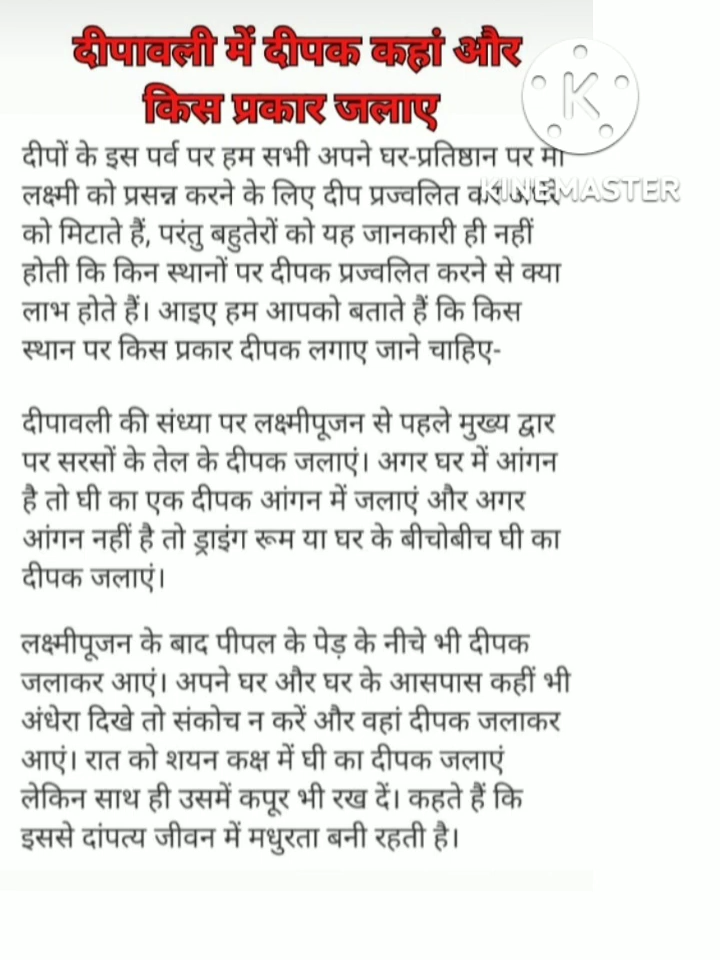 दीपावली में दीपक कहां और
किस प्रकार जलाए
K
KINEMASTER
दीपों के इस पर्व पर हम सभी अपने घर-प्रतिष्ठान पर मां
लक्ष्मी को प्रसन्न करने के लिए दीप प्रज्वलित
को मिटाते हैं, परंतु बहुतेरों को यह जानकारी ही नहीं
होती कि किन स्थानों पर दीपक प्रज्वलित करने से क्या
लाभ होते हैं। आइए हम आपको बताते हैं कि किस
स्थान पर किस प्रकार दीपक लगाए जाने चाहिए-
दीपावली की संध्या पर लक्ष्मीपूजन से पहले मुख्य द्वार
पर सरसों के तेल के दीपक जलाएं। अगर घर में आंगन
है तो घी का एक दीपक आंगन में जलाएं और अगर
आंगन नहीं है तो ड्राइंग रूम या घर के बीचोबीच घी का
दीपक जलाएं।
लक्ष्मीपूजन के बाद पीपल के पेड़ के नीचे भी दीपक
जलाकर आएं। अपने घर और घर के आसपास कहीं भी
अंधेरा दिखे तो संकोच न करें और वहां दीपक जलाकर
आएं। रात को शयन कक्ष में घी का दीपक जलाएं
लेकिन साथ ही उसमें कपूर भी रख दें। कहते हैं कि
इससे दांपत्य जीवन में मधुरता बनी रहती है।